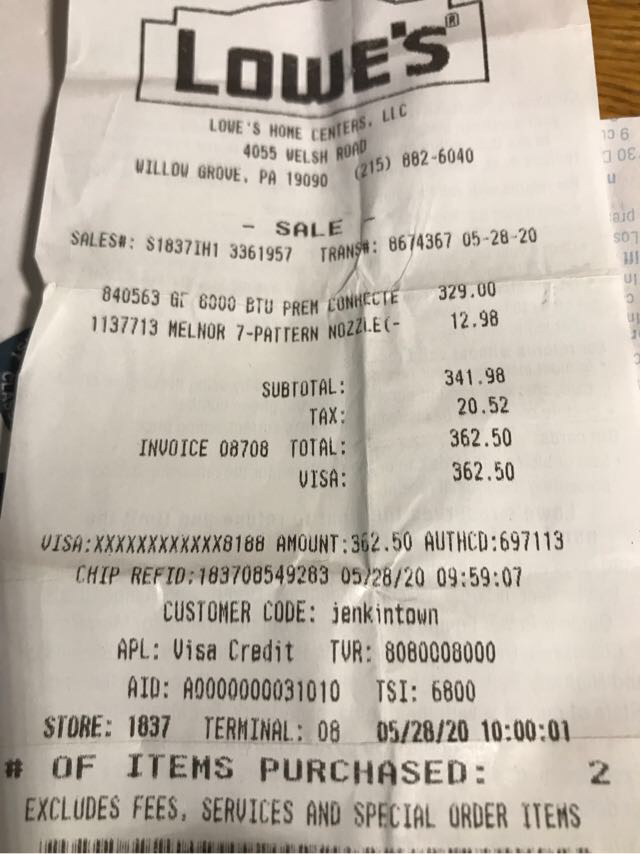 LOWE'S®
LOWE'S HOME CENTERS, LLC
4055 WELSH ROAD
WILLOW GROVE, PA 19090 (215) 882-6040
- SALE -
SALES#: S1837IH1 3361957 TRANS#: 8674367 05-28-20
840563 GE 8000 BTU PREM CONNECTE 329.00
1137713 MELNOR 7-PATTERN NOZZLE(- 12.98
SUBTOTAL: 341.98
TAX: 20.52
INVOICE 08708 TOTAL: 362.50
VISA: 362.50
VISA:XXXXXXXXXXXX8188 AMOUNT:362.50 AUTHCD:697113
CHIP REFID:183708549283 05/28/20 09:59:07
CUSTOMER CODE: jenkintown
APL: Visa Credit TVR: 8080008000
AID: A0000000031010 TSI: 6800
STORE: 1837 TERMINAL: 08 05/28/20 10:00:01
# OF ITEMS PURCHASED: 2
EXCLUDES FEES, SERVICES AND SPECIAL ORDER ITEMS